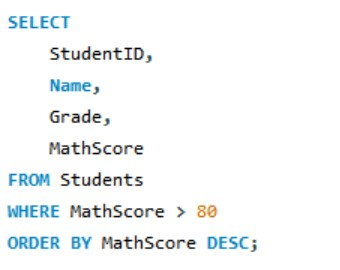 SELECT
    StudentID,
    Name,
    Grade,
    MathScore
FROM Students
WHERE MathScore > 80
ORDER BY MathScore DESC;